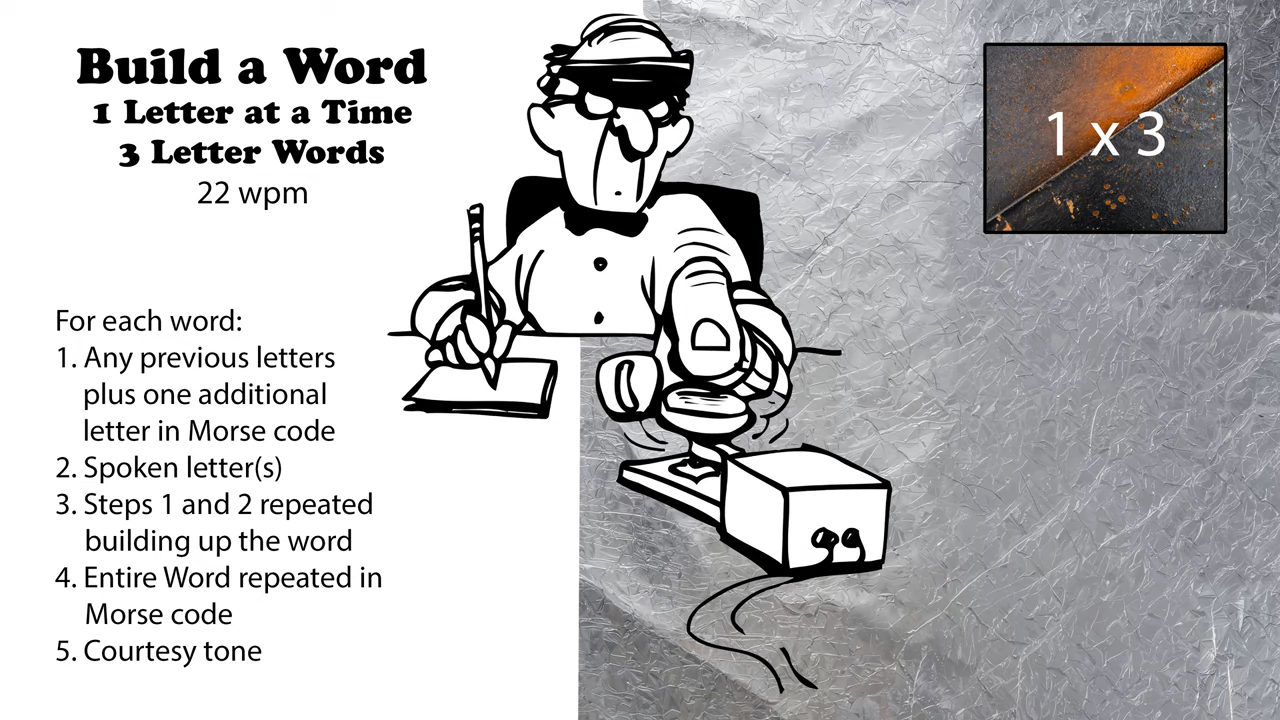 Build a Word
1 Letter at a Time
3 Letter Words
22 wpm
1 x 3
For each word:
1. Any previous letters
plus one additional
letter in Morse code
2. Spoken letter(s)
3. Steps 1 and 2 repeated
building up the word
4. Entire Word repeated in
Morse code
5. Courtesy tone